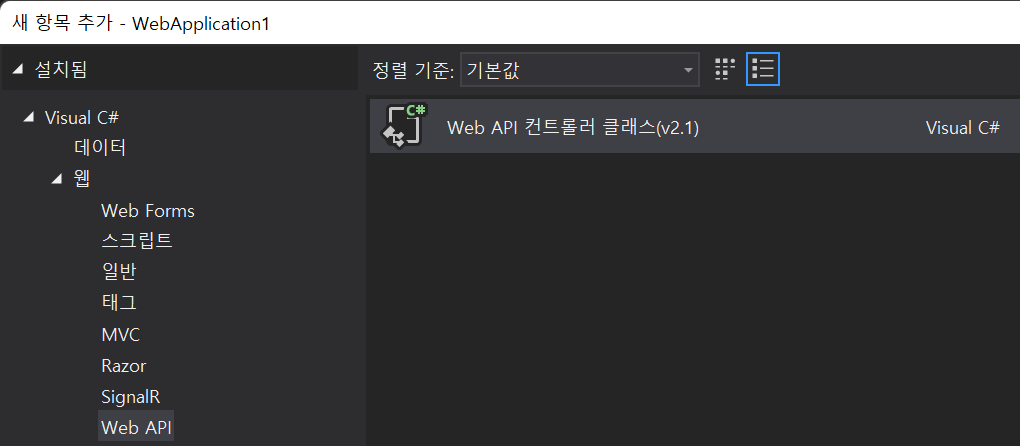 새 항목 추가 - WebApplication1
설치됨
정렬 기준: 기본값
Visual C#
데이터
웹
Web Forms
스크립트
일반
태그
MVC
Razor
SignalR
Web API
C# Web API 컨트롤러 클래스(v2.1) Visual C#